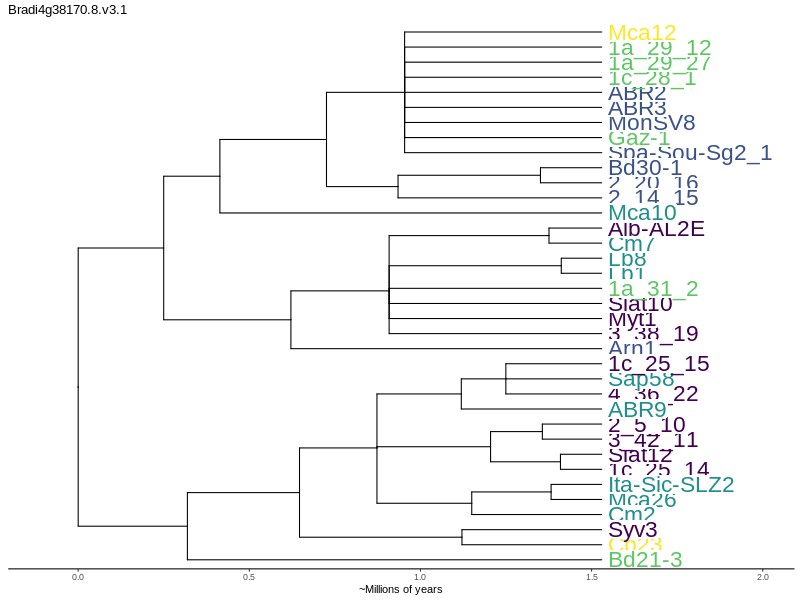 Bradi4g38170.8.v3.1
Mca12
1a_29_12
1a_29_27
1c_28_1
ABR2
ABR3
MonSV8
Gaz-1
Spa-Sou-Sg2_1
Bd30-1
2_20_16
2_14_15
Mca10
Alb-AL2E
Cm7
Lb8
Lb1
1a_31_2
Slat10
Myt1
3_38_19
Arn1
1c_25_15
Sap58
4_36_22
ABR9
2_5_10
3_42_11
Slat12
1c_25_14
Ita-Sic-SLZ2
Mca26
Cm2
Syv3
Co23
Bd21-3
0.0 0.5 1.0 1.5 2.0
~Millions of years